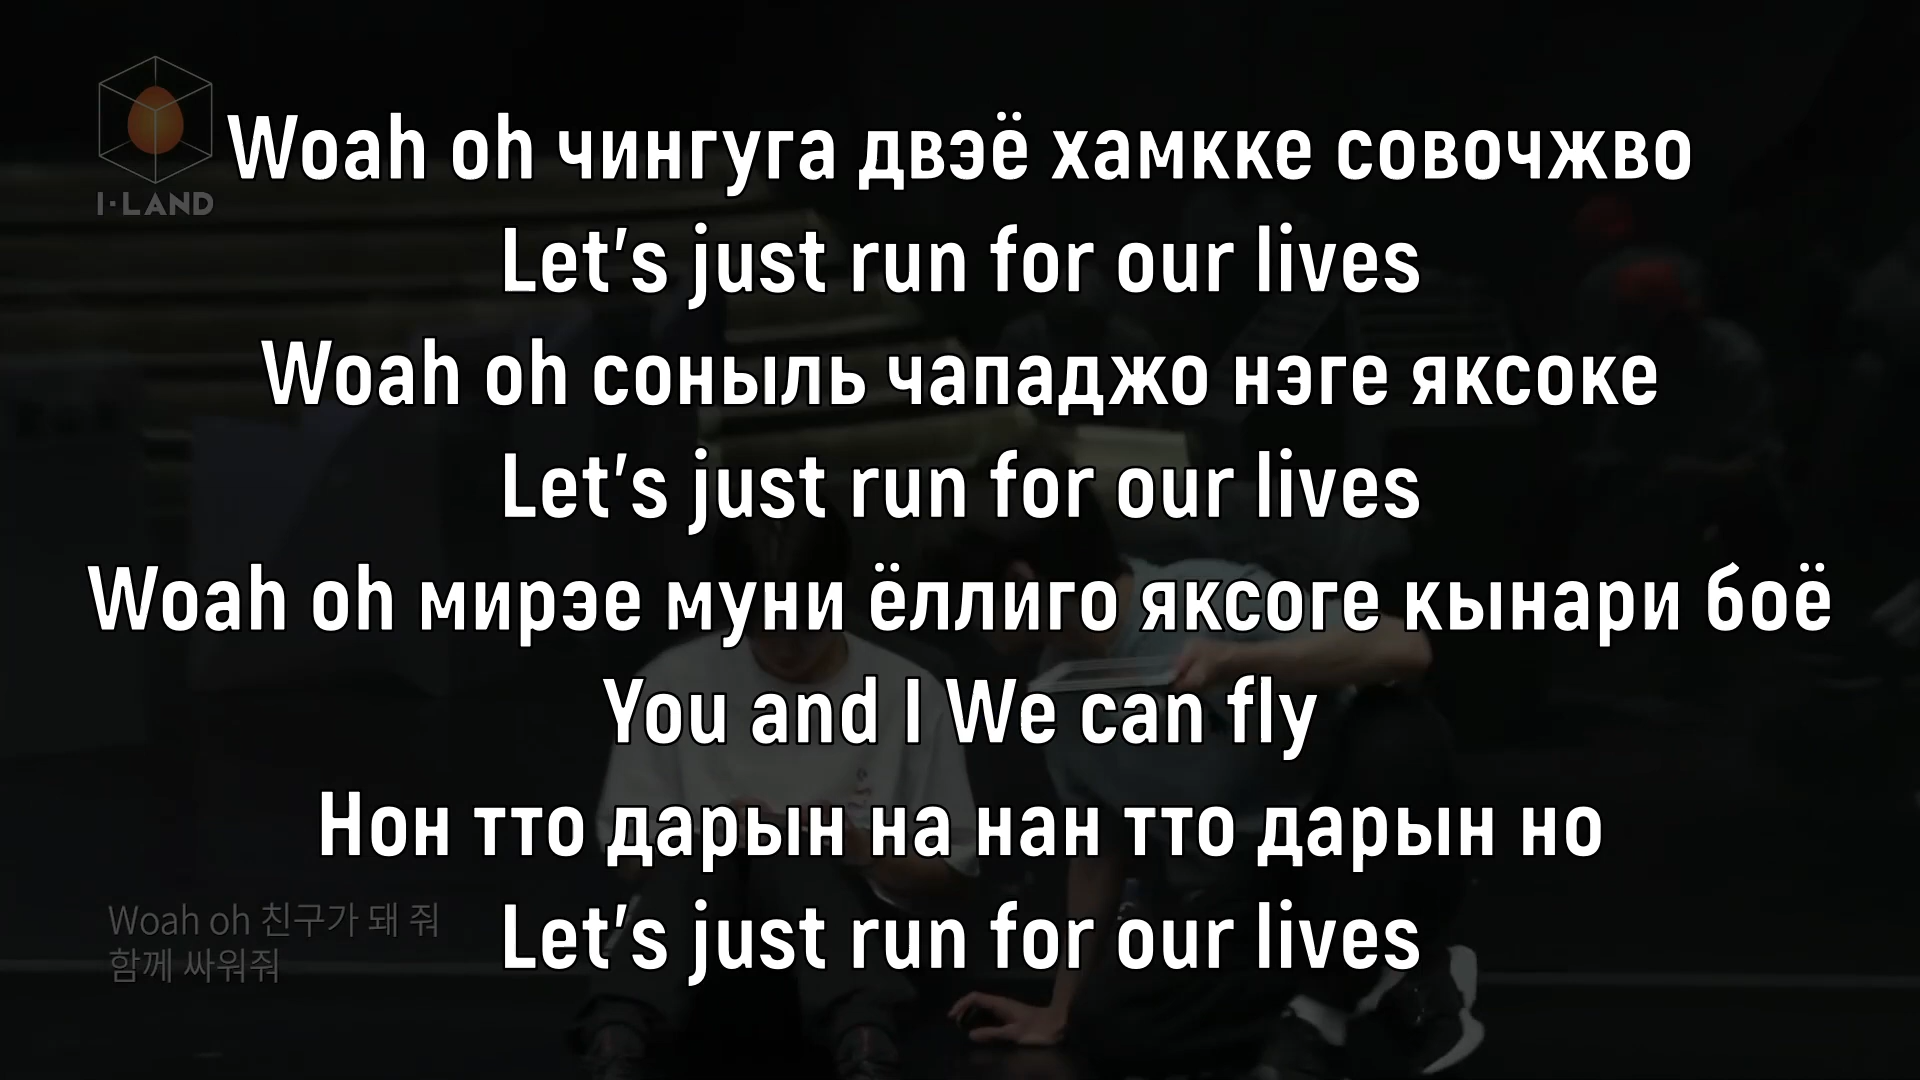 I·LAND
Woah oh чингуга двэё хамкке совочжво
Let's just run for our lives
Woah oh соныль чападжо нэге яксоке
Let's just run for our lives
Woah oh мирэе муни ёллиго яксоге кынари боё
You and I We can fly
Нон тто дарын на нан тто дарын но
Let's just run for our lives
Woah oh 친구가 돼 줘
함께 싸워줘